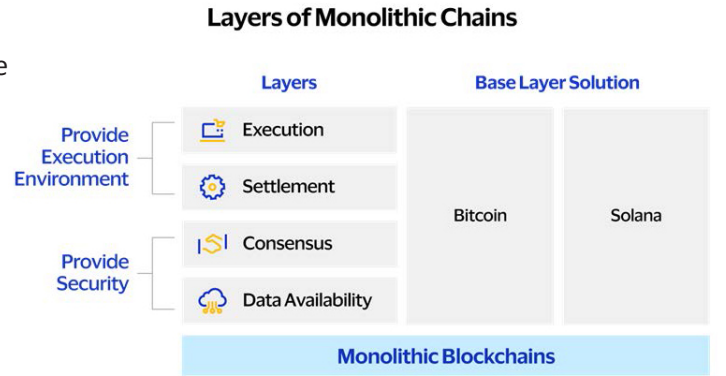 Layers of Monolithic Chains
e
Layers
Base Layer Solution
Provide
Execution
Environment
Execution
Settlement
Provide
Security
Consensus
Data Availability
Bitcoin
Solana
Monolithic Blockchains